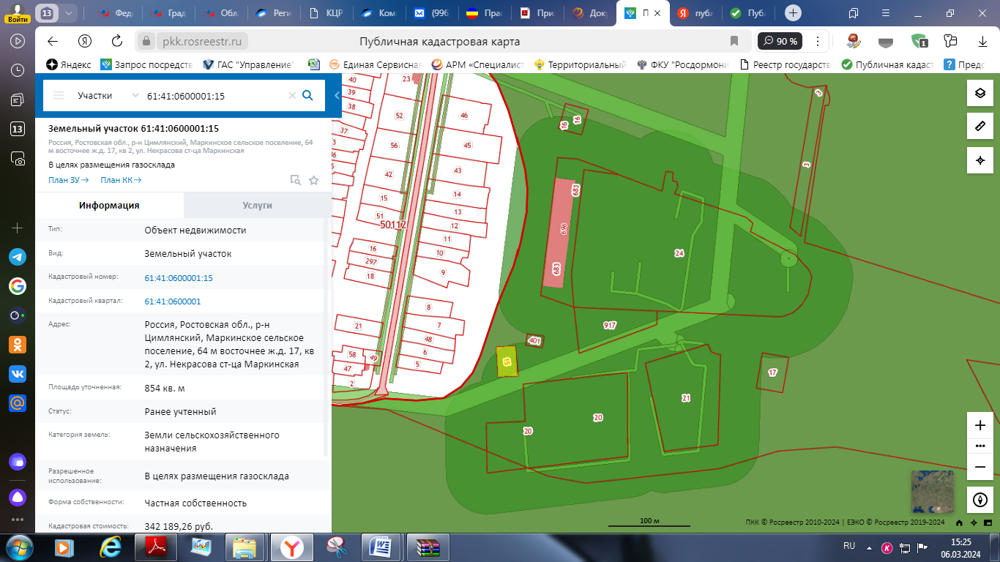 Войти
13
Феде
Град
Обла
Реги
КЦР
Ком
(996
Прав
При.
Доку
П
публ
Публ
pkk.rosreestr.ru
Публичная кадастровая карта
90 %
1
Яндекс
Запрос посредств
ГАС "Управление"
Единая Сервисная
АРМ «Специалист
Территориальный
ФКУ "Росдормони
Реестр государств
Публичная кадаст
Предс
13
Участки
61:41:0600001:15
Земельный участок 61:41:0600001:15
Россия, Ростовская обл., р-н Цимлянский, Маркинское сельское поселение, 64
м восточнее ж.д. 17, кв 2, ул. Некрасова ст-ца Маркинская
В целях размещения газосклада
План ЗУ → План КК →
Информация
Услуги
Тип: Объект недвижимости
Вид: Земельный участок
Кадастровый номер: 61:41:0600001:15
Кадастровый квартал: 61:41:0600001
Адрес: Россия, Ростовская обл., р-н
Цимлянский, Маркинское сельское
поселение, 64 м восточнее ж.д. 17, кв
2, ул. Некрасова ст-ца Маркинская
Площадь уточненная: 854 кв. м
Статус: Ранее учтенный
Категория земель: Земли сельскохозяйственного
назначения
Разрешенное
использование: В целях размещения газосклада
Форма собственности: Частная собственность
Кадастровая стоимость: 342 189,26 руб.
40
23
39
38
52
46
37
3
56
45
46
42
43
15
14
51
13
50112
12
11
16
10
297
9
18
8
21
7
48
58
49
6
47
5
2
16
16
3
3
683
696
683
24
917
401
15
17
21
20
20
100 м
ПКК © Росреестр 2010-2024 | ЕЭКО © Росреестр 2019-2024
RU
15:25
06.03.2024